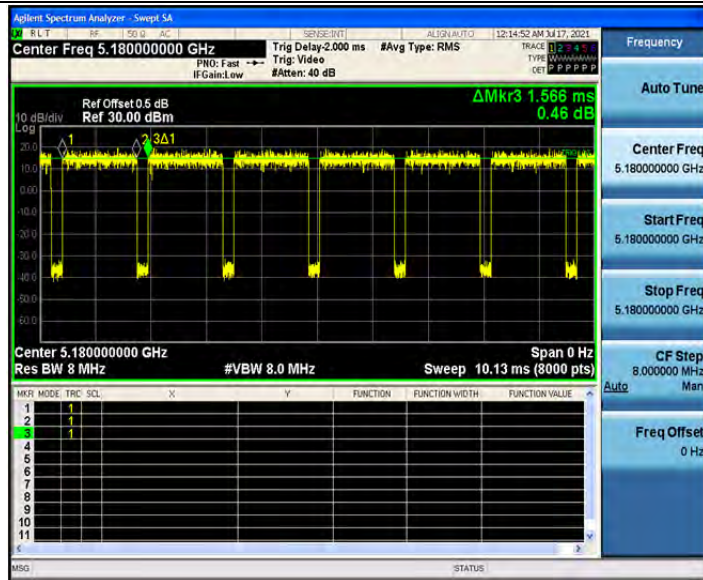 Agilent Spectrum Analyzer - Swept SA
RL T RF 50 Ω AC SENSE:INT ALIGNAUTO 12:14:52 AM Jul 17, 2021
Center Freq 5.180000000 GHz
PNO: Fast
IFGain:Low
Trig Delay-2.000 ms
Trig: Video
#Atten: 40 dB
#Avg Type: RMS
TRACE 1 2 3 4 5 6
TYPE
DET P P P P P P
Frequency
Auto Tune
Center Freq
5.180000000 GHz
Start Freq
5.180000000 GHz
Stop Freq
5.180000000 GHz
CF Step
8.000000 MHz
Auto Man
Freq Offset
0 Hz
ΔMkr3 1.566 ms
0.46 dB
Ref Offset 0.5 dB
10 dB/div Ref 30.00 dBm
Log
1 2 3Δ1
20.0
10.0
0.00
-10.0
-20.0
-30.0
-40.0
-50.0
-60.0
Center 5.180000000 GHz Span 0 Hz
Res BW 8 MHz #VBW 8.0 MHz Sweep 10.13 ms (8000 pts)
MKR MODE TRC SCL X Y FUNCTION FUNCTION WIDTH FUNCTION VALUE
1 1
2 1
3 1
4
5
6
7
8
9
10
11
MSG STATUS